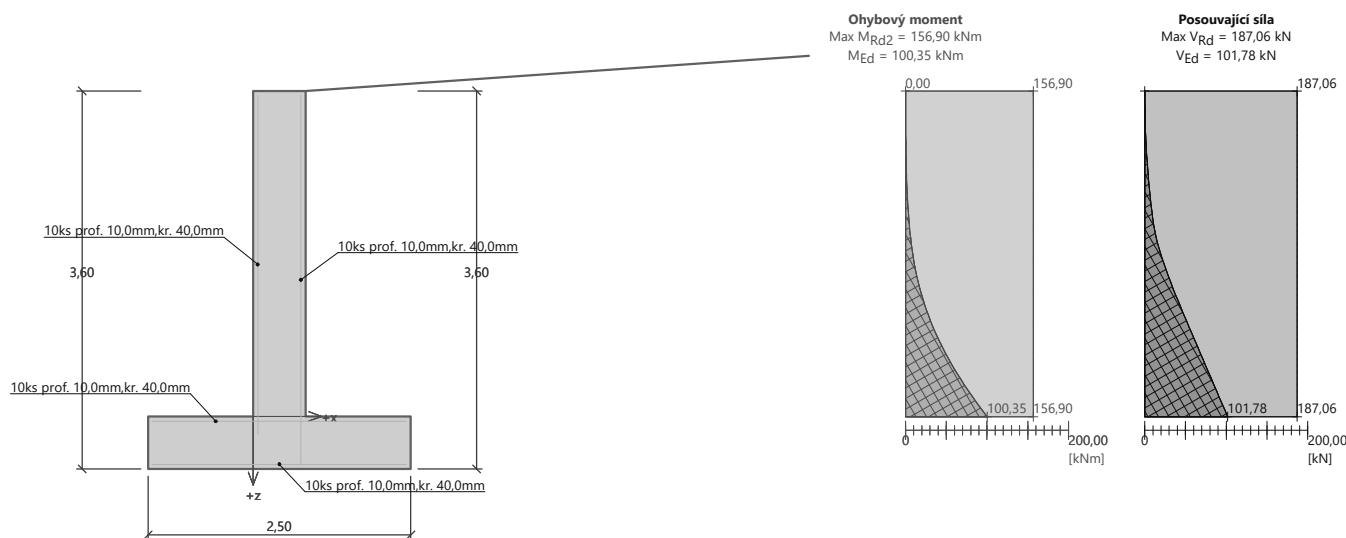 Ohybový moment
Max MRd2 = 156,90 kNm
MEd = 100,35 kNm
Posouvající síla
Max VRd = 187,06 kN
VEd = 101,78 kN
0,00
156,90
187,06
10ks prof. 10,0mm,kr. 40,0mm
10ks prof. 10,0mm,kr. 40,0mm
3,60
3,60
10ks prof. 10,0mm,kr. 40,0mm
+x
100,35
156,90
101,78
187,06
0
200,00
[kNm]
0
200,00
[kN]
10ks prof. 10,0mm,kr. 40,0mm
+z
2,50